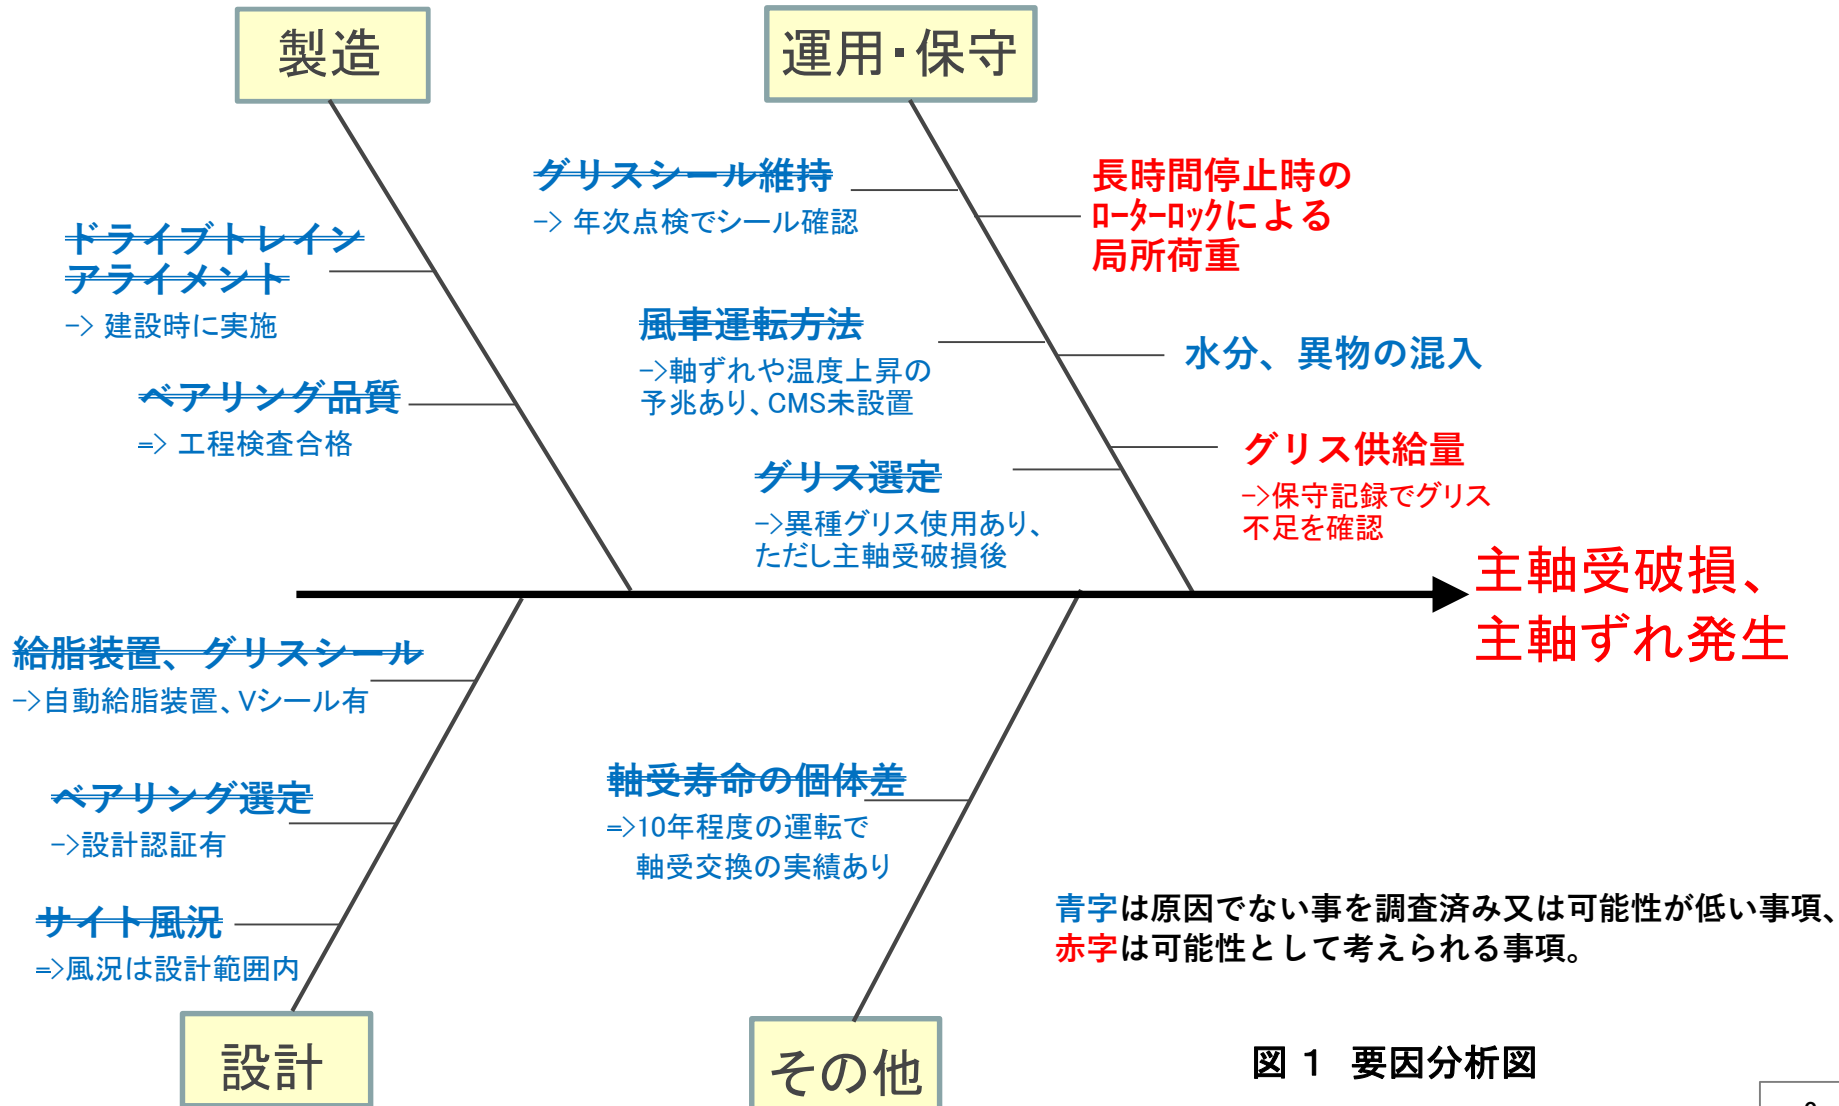 製造
運用・保守
グリスシール維持
-> 年次点検でシール確認
長時間停止時の
ﾛｰﾀｰﾛｯｸによる
局所荷重
ドライブトレイン
アライメント
-> 建設時に実施
風車運転方法
->軸ずれや温度上昇の
予兆あり、CMS未設置
水分、異物の混入
ベアリング品質
=> 工程検査合格
グリス選定
->異種グリス使用あり、
ただし主軸受破損後
グリス供給量
->保守記録でグリス
不足を確認
主軸受破損、
主軸ずれ発生
給脂装置、グリスシール
->自動給脂装置、Vシール有
ベアリング選定
->設計認証有
軸受寿命の個体差
=>10年程度の運転で
軸受交換の実績あり
サイト風況
=>風況は設計範囲内
青字は原因でない事を調査済み又は可能性が低い事項、
赤字は可能性として考えられる事項。
設計
その他
図 1 要因分析図